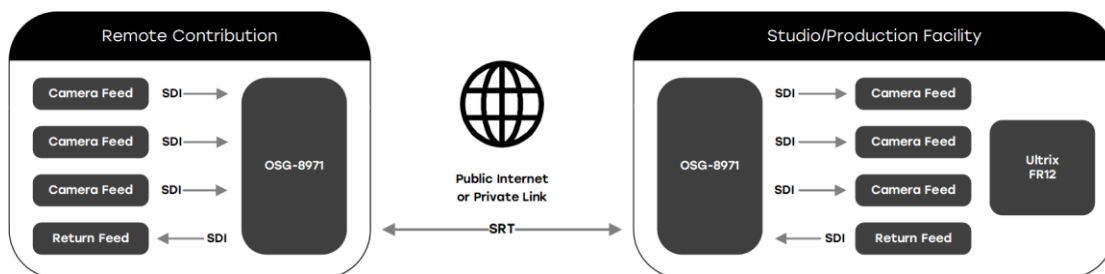 Remote Contribution
Camera Feed
SDI
Camera Feed
SDI
Camera Feed
SDI
Return Feed
SDI
OSG-8971
Public Internet
or Private Link
SRT
Studio/Production Facility
OSG-8971
SDI
Camera Feed
SDI
Camera Feed
SDI
Camera Feed
SDI
Return Feed
Ultrix
FR12